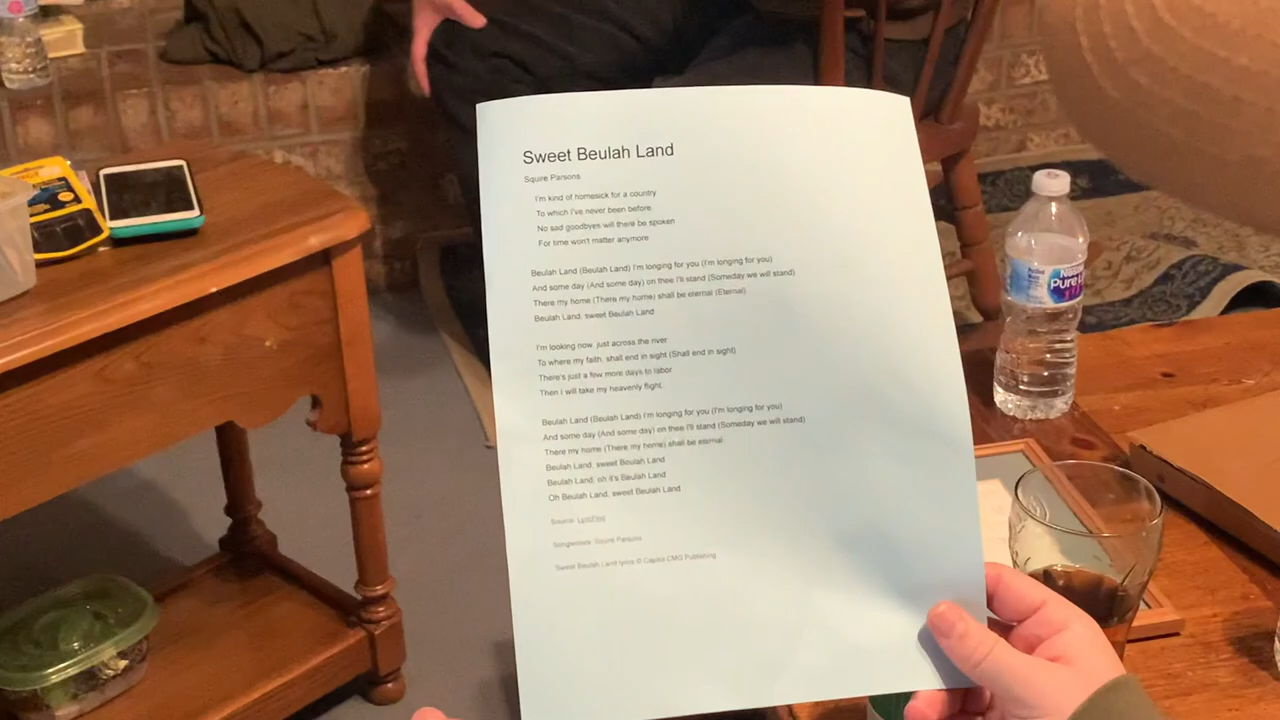 Sweet Beulah Land
Squire Parsons
I'm kind of homesick for a country
To which I've never been before.
No sad goodbyes will there be spoken
For time won't matter anymore
Beulah Land (Beulah Land) I'm longing for you (I'm longing for you)
And some day (And some day) on thee I'll stand (Someday we will stand)
There my home (There my home) shall be eternal (Eternal)
Beulah Land, sweet Beulah Land
I'm looking now, just across the river
To where my faith, shall end in sight (Shall end in sight)
There's just a few more days to labor
Then I will take my heavenly flight.
Beulah Land (Beulah Land) I'm longing for you (I'm longing for you)
And some day (And some day) on thee I'll stand (Someday we will stand)
There my home (There my home) shall be eternal
Beulah Land, sweet Beulah Land
Beulah Land, oh it's Beulah Land
Oh Beulah Land, sweet Beulah Land
Source: LyricFind
Songwriters: Squire Parsons
Sweet Beulah Land lyrics © Capitol CMG Publishing
Nestle
Pure L